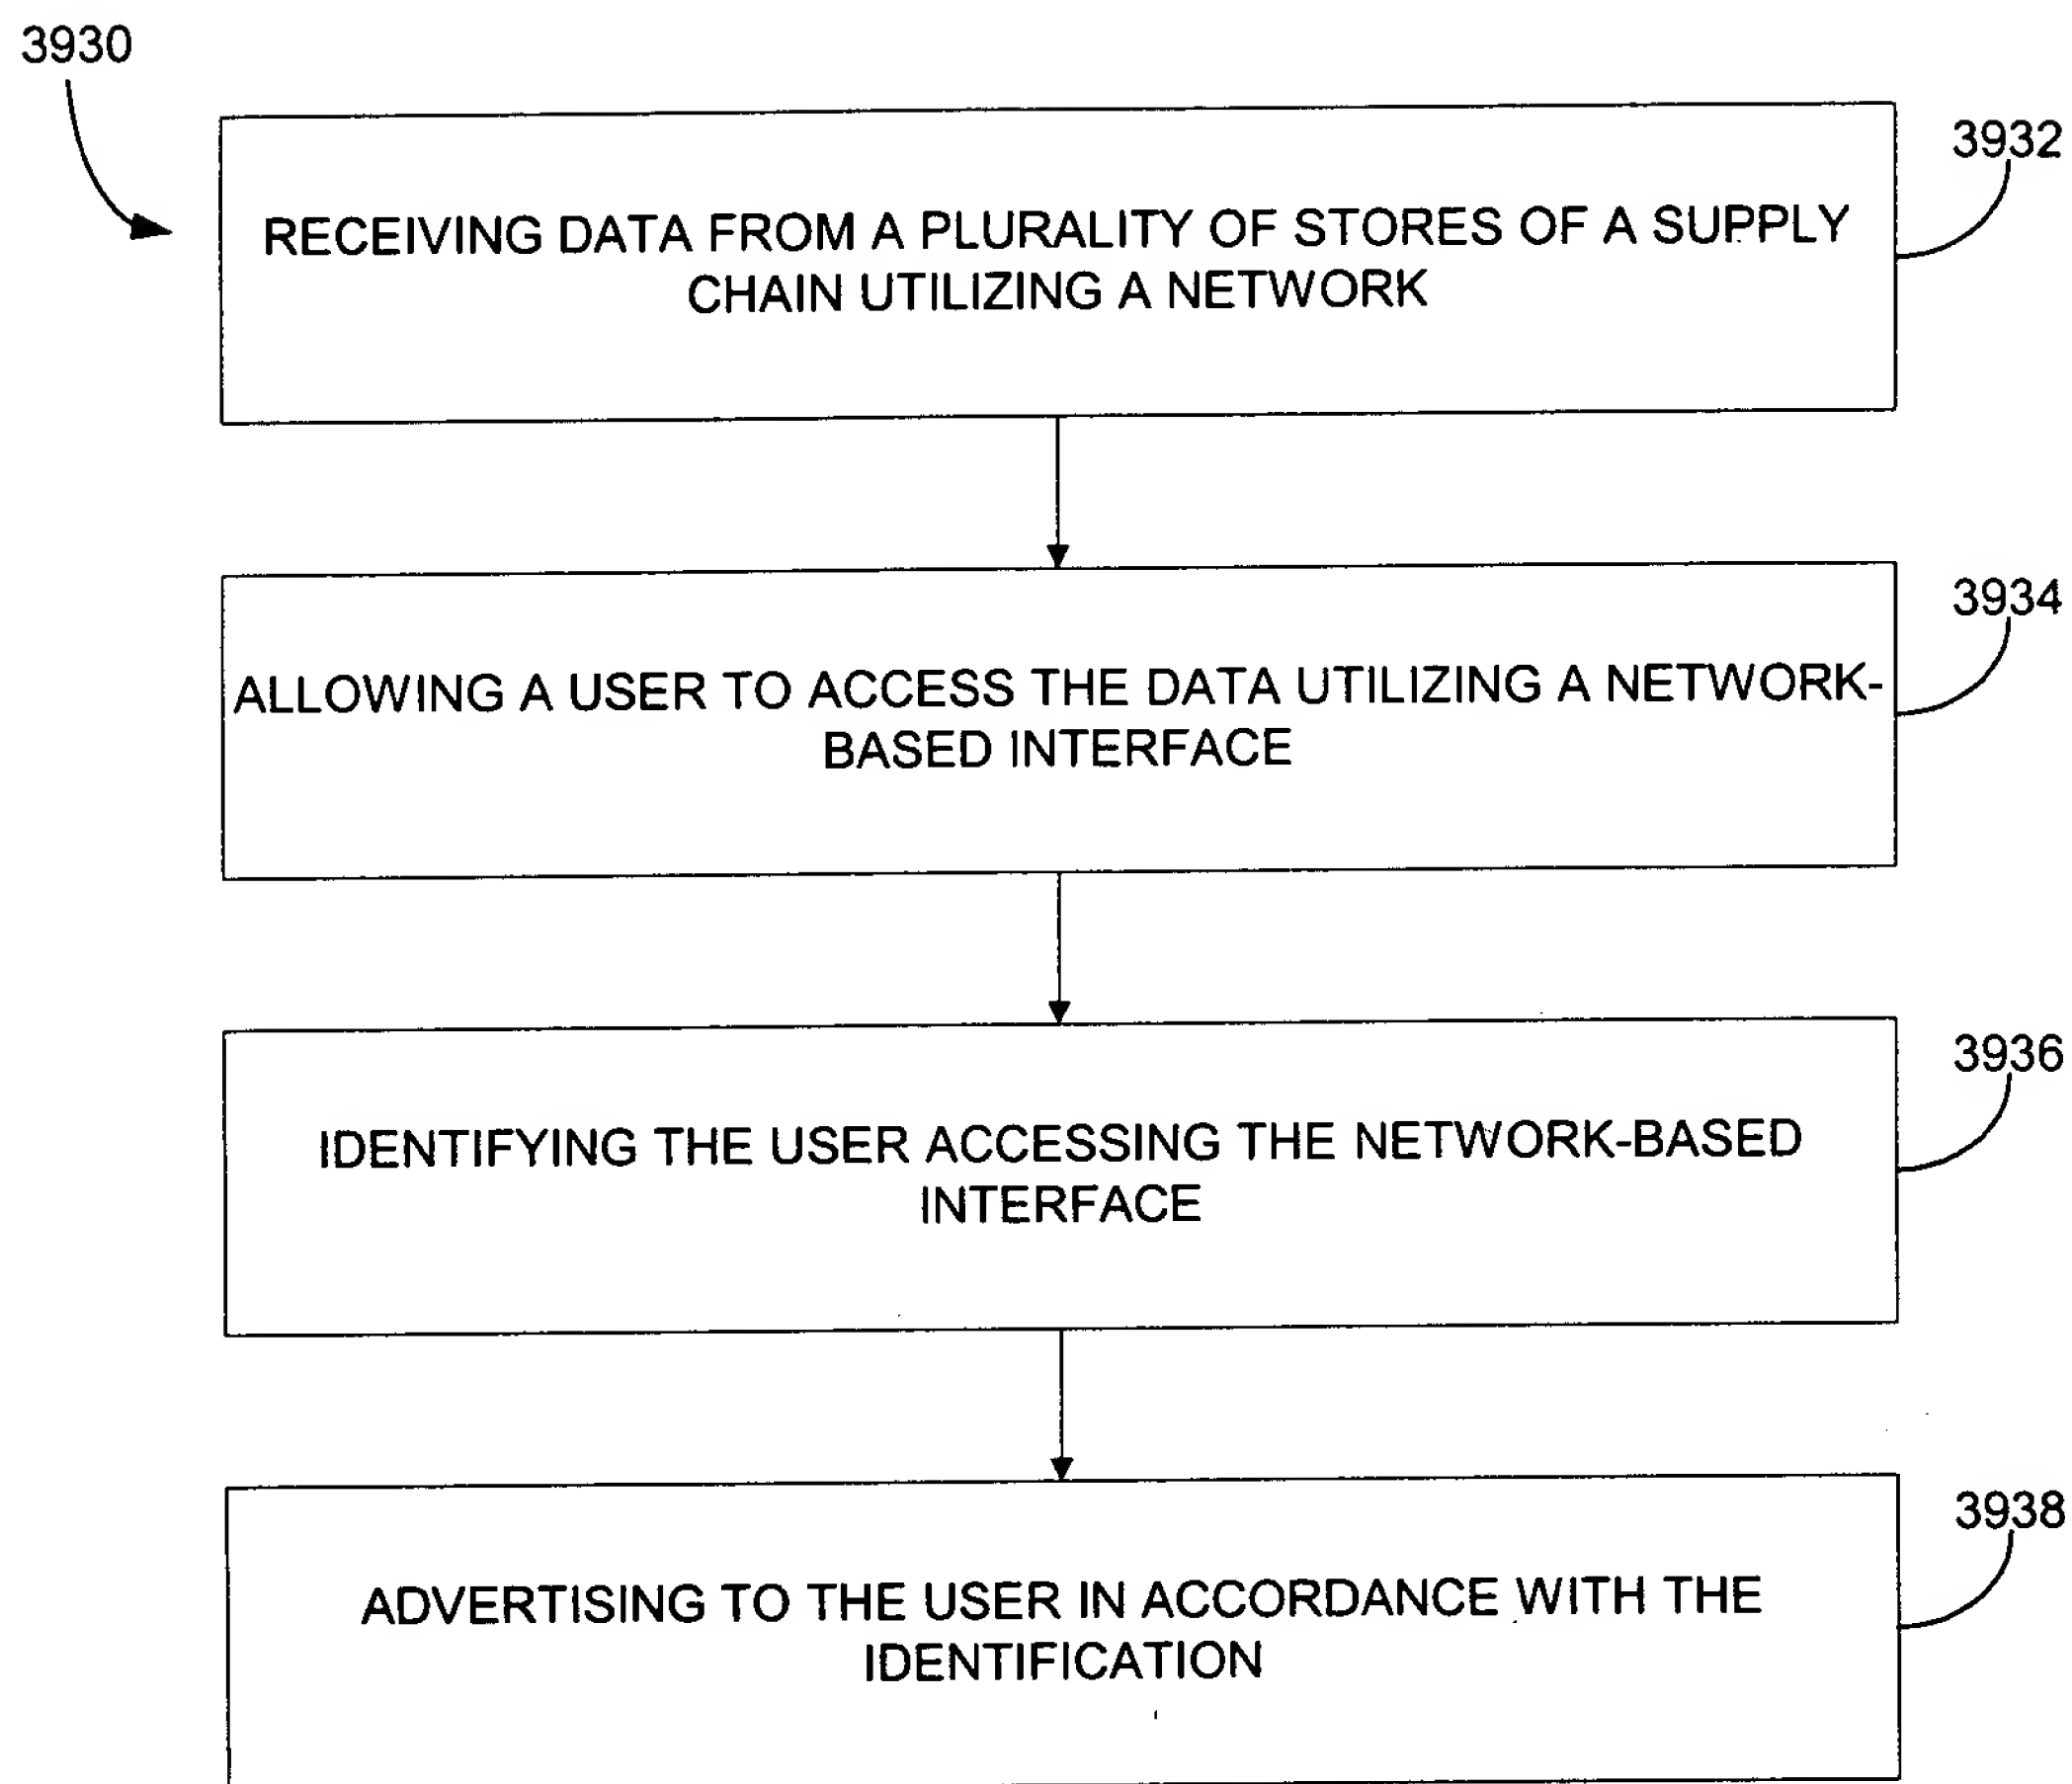 3930
3932
RECEIVING DATA FROM A PLURALITY OF STORES OF A SUPPLY
CHAIN UTILIZING A NETWORK
3934
ALLOWING A USER TO ACCESS THE DATA UTILIZING A NETWORK-
BASED INTERFACE
3936
IDENTIFYING THE USER ACCESSING THE NETWORK-BASED
INTERFACE
3938
ADVERTISING TO THE USER IN ACCORDANCE WITH THE
IDENTIFICATION